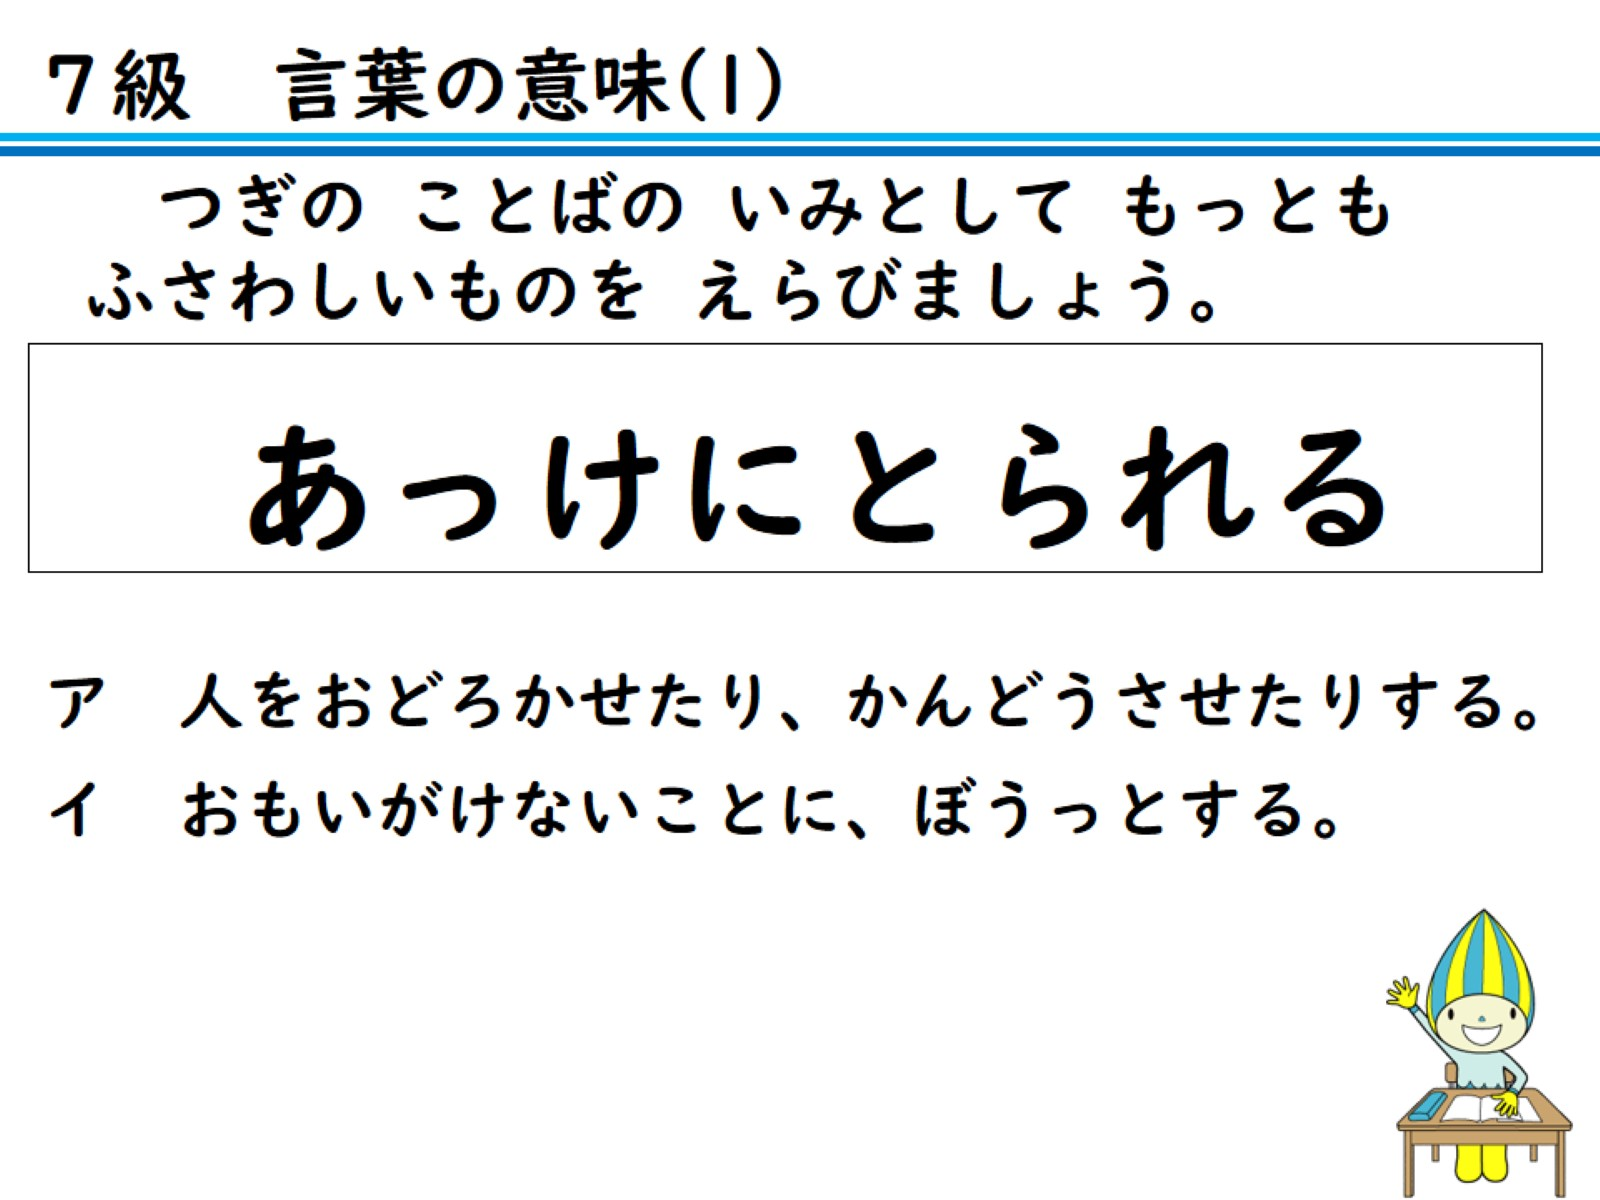 ７級　言葉の意味(1)
つぎの ことばの いみとして もっとも
ふさわしいものを えらびましょう。
あっけにとられる
ア　人をおどろかせたり、かんどうさせたりする。
イ　おもいがけないことに、ぼうっとする。